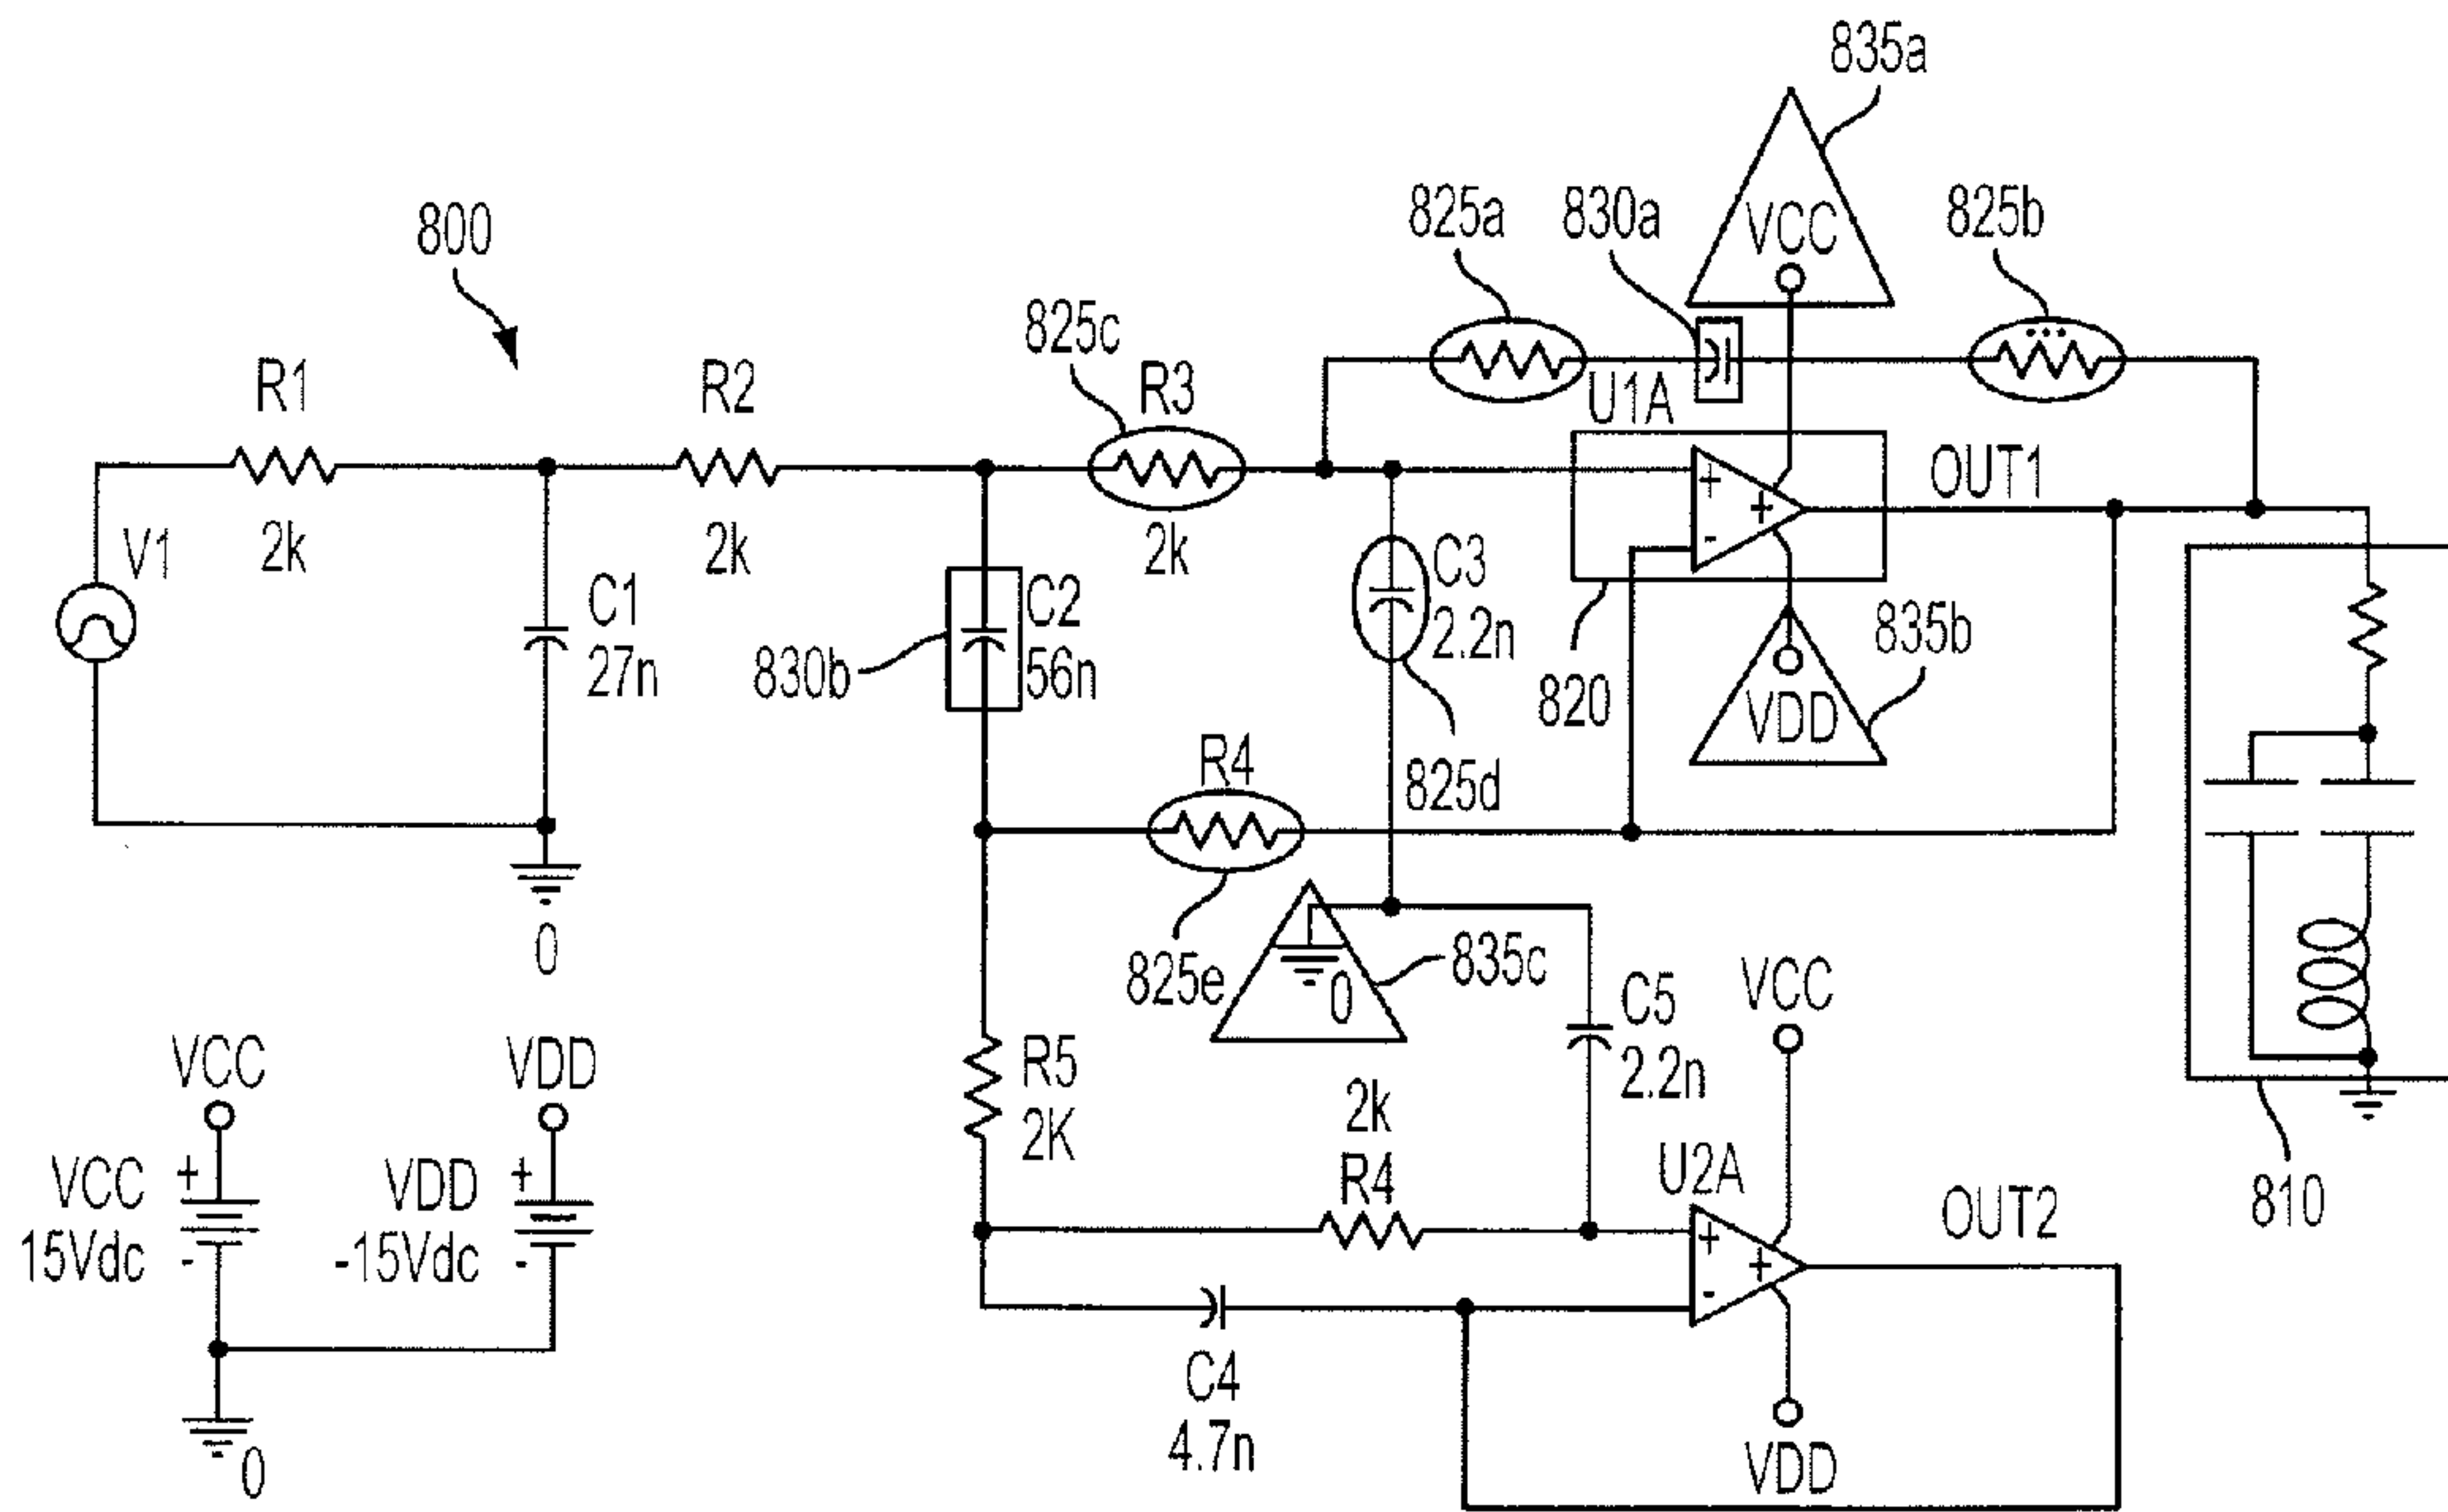 835a
825a 830a VCC 825b
800
825c
R1 R2 R3 U1A
OUT1
V1 2k 2k 2k
+
+
-
C1
27n
C2
56n
830b
C3
2.2n
820
835b
VDD
R4
825d
0
825e
0
835c
VCC VDD
R5
2K
2k
C5
2.2n
VCC
VCC
15Vdc
+
-
VDD
-15Vdc
+
-
R4
U2A
OUT2
810
+
+
-
C4
4.7n
VDD
0